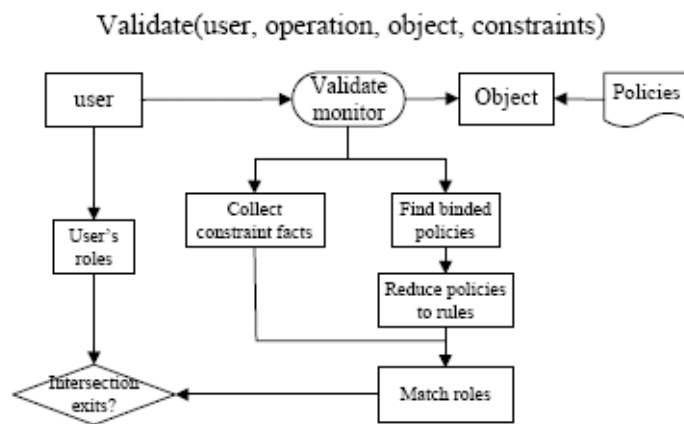 Validate(user, operation, object, constraints)
user
Validate
monitor
Object
Policies
Collect
constraint facts
Find binded
policies
User's
roles
Reduce policies
to rules
Intersection
exits?
Match roles